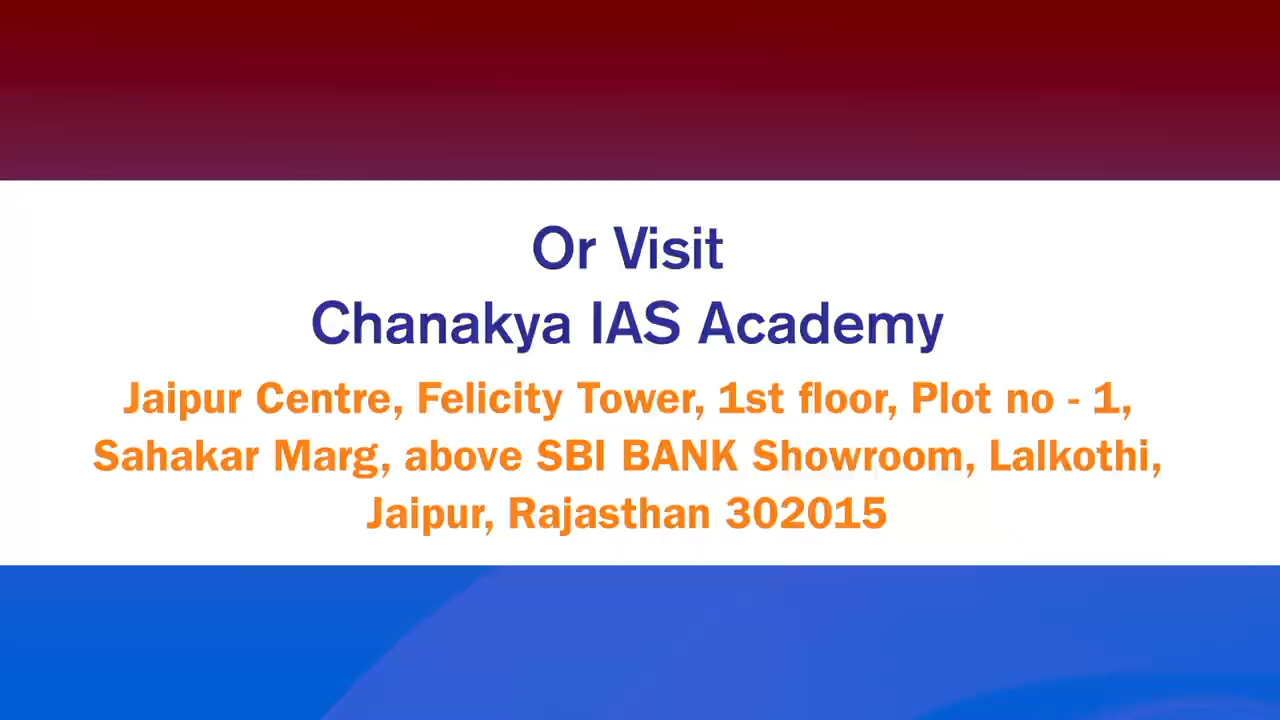 Or Visit
Chanakya IAS Academy
Jaipur Centre, Felicity Tower, 1st floor, Plot no - 1,
Sahakar Marg, above SBI BANK Showroom, Lalkothi,
Jaipur, Rajasthan 302015